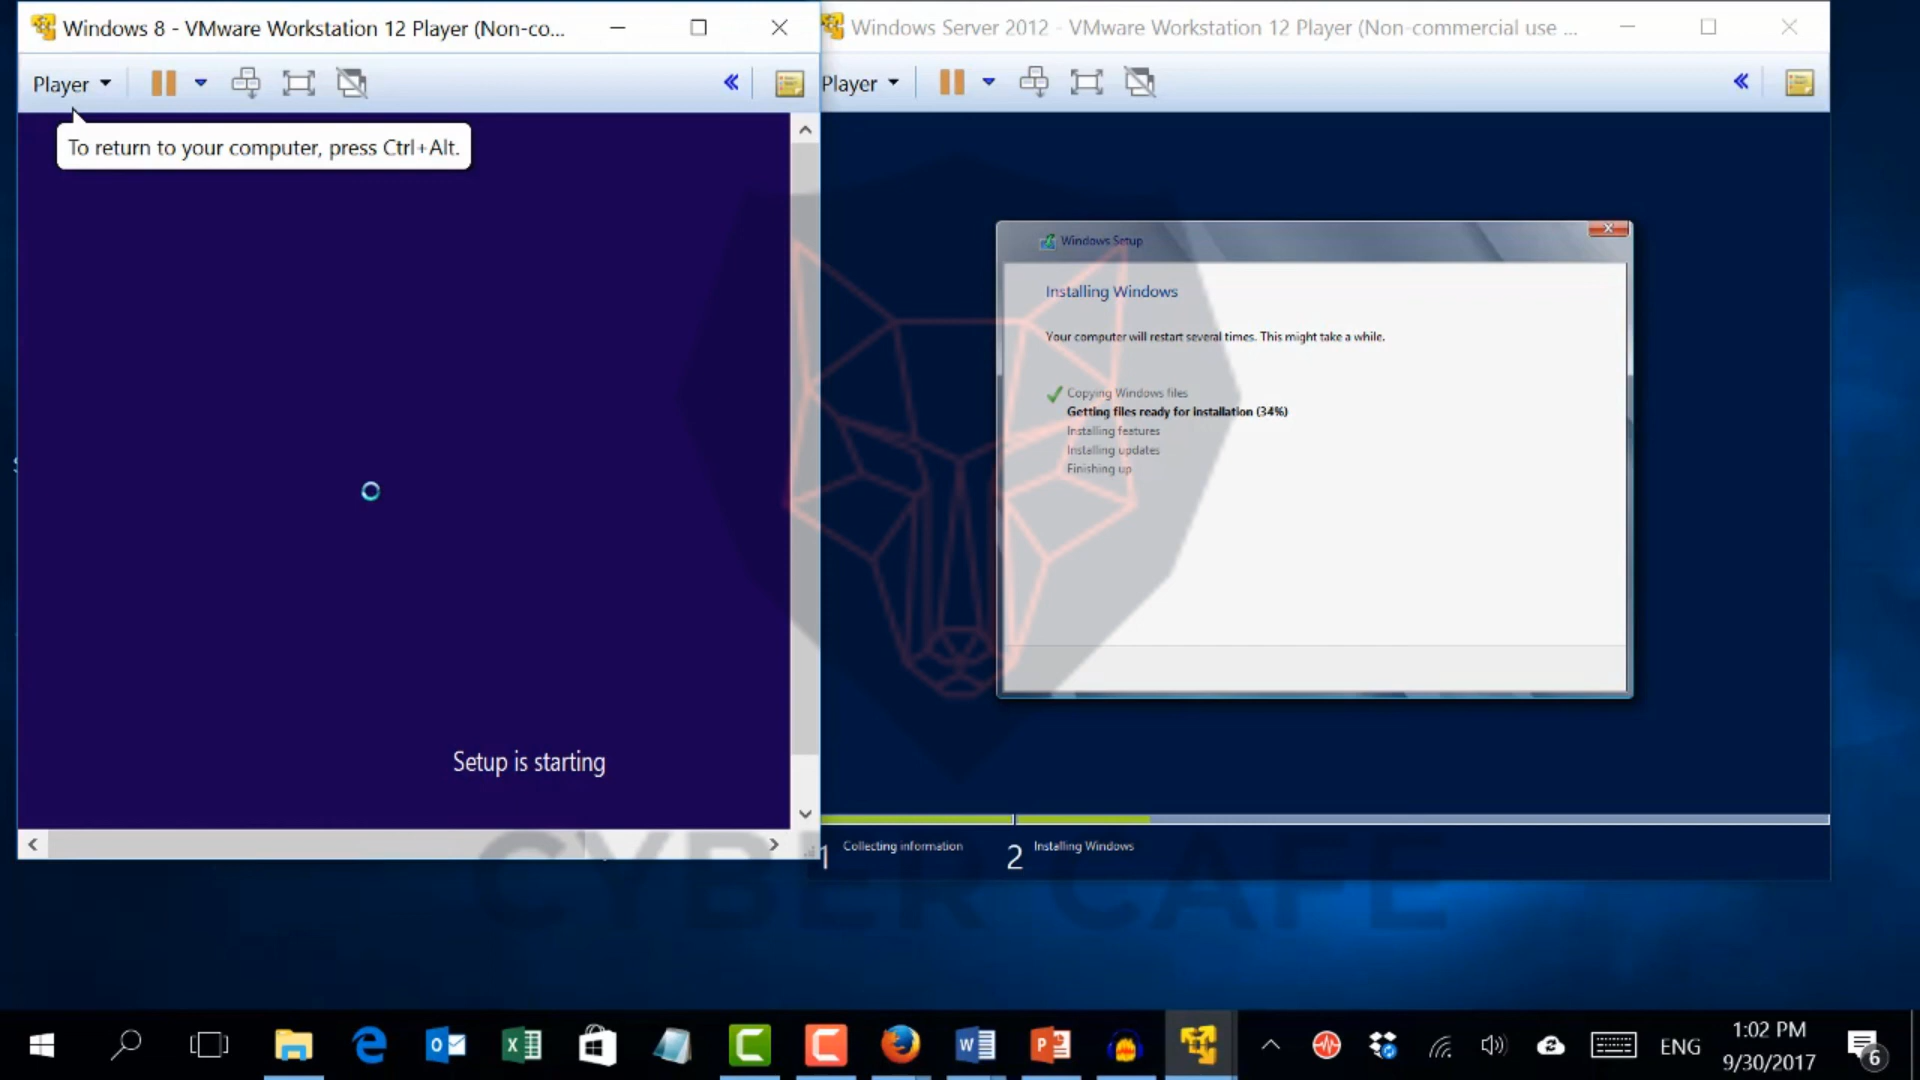 Windows 8 - VMware Workstation 12 Player (Non-co...
Player
To return to your computer, press Ctrl+Alt.
Setup is starting
Windows Server 2012 - VMware Workstation 12 Player (Non-commercial use ...
Player
Windows Setup
Installing Windows
Your computer will restart several times. This might take a while.
Copying Windows files
Getting files ready for installation (34%)
Installing features
Installing updates
Finishing up
1 Collecting information
2 Installing Windows
CYBER CAFE
ENG
1:02 PM
9/30/2017
6